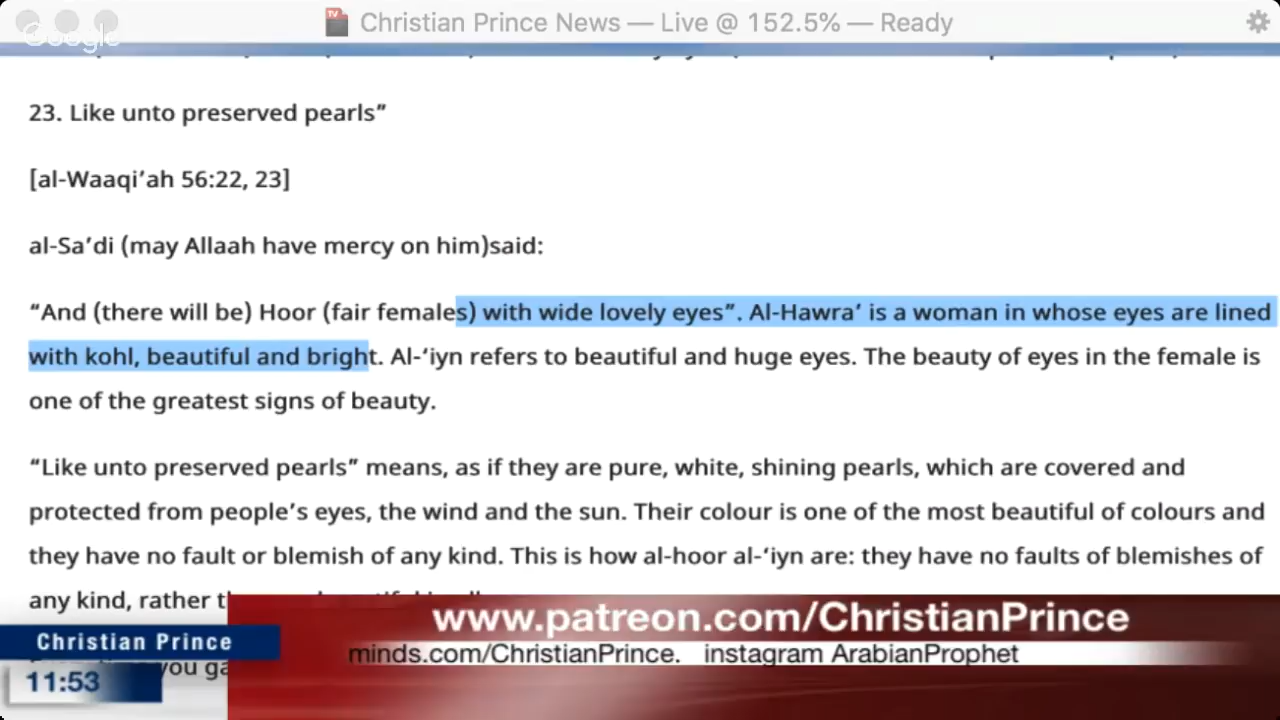 Christian Prince News — Live @ 152.5% — Ready
Google
TV
23. Like unto preserved pearls”
[al-Waaqi’ah 56:22, 23]
al-Sa’di (may Allaah have mercy on him)said:
“And (there will be) Hoor (fair females) with wide lovely eyes”. Al-Hawra’ is a woman in whose eyes are lined
with kohl, beautiful and bright. Al-‘iyn refers to beautiful and huge eyes. The beauty of eyes in the female is
one of the greatest signs of beauty.
“Like unto preserved pearls” means, as if they are pure, white, shining pearls, which are covered and
protected from people’s eyes, the wind and the sun. Their colour is one of the most beautiful of colours and
they have no fault or blemish of any kind. This is how al-hoor al-‘iyn are: they have no faults of blemishes of
any kind, rather
www.patreon.com/ChristianPrince
Christian Prince
minds.com/ChristianPrince. instagram ArabianProphet
you
11:53